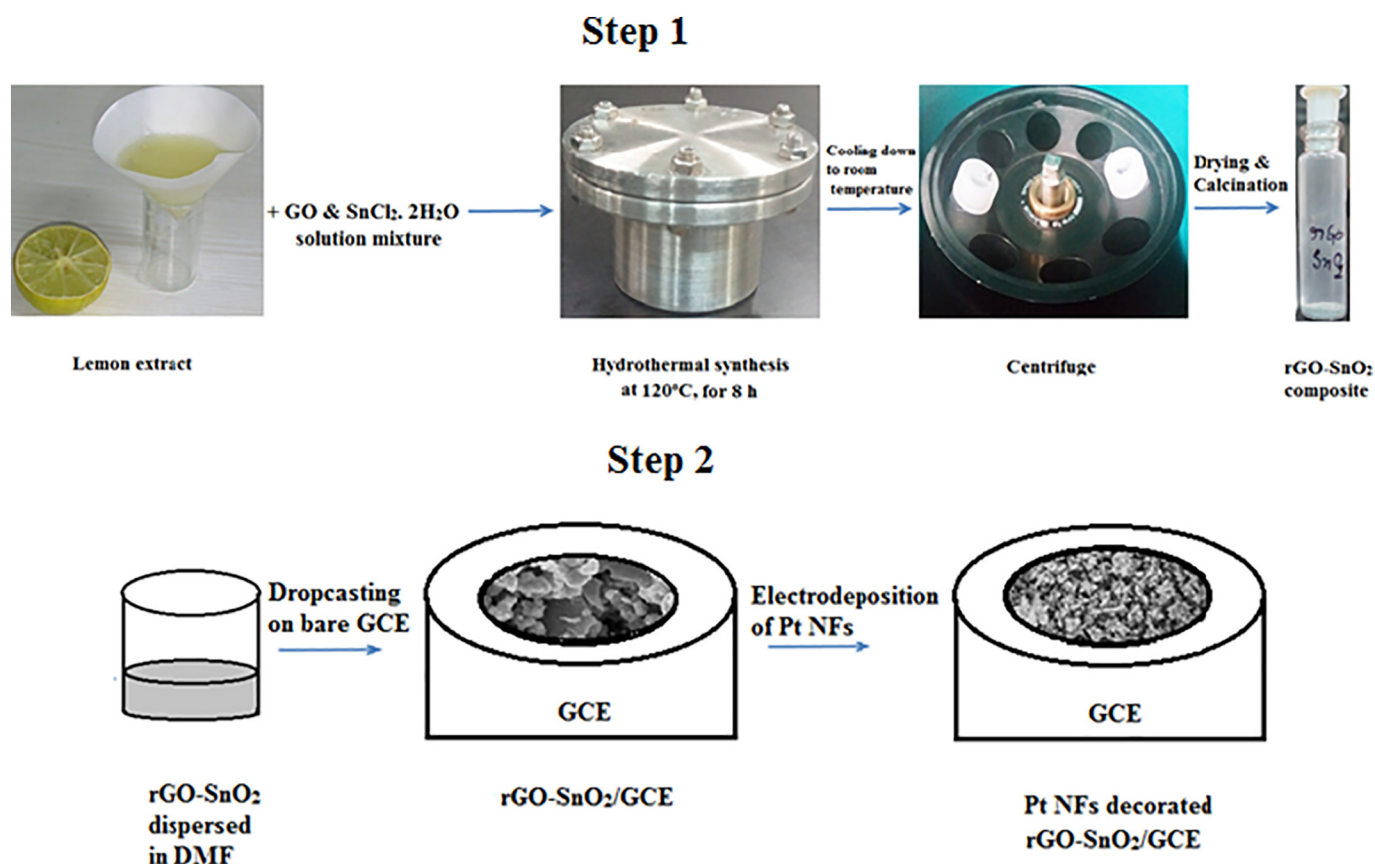 Step 1
+ GO & SnCl₂. 2H₂O
solution mixture
Cooling down
to room
temperature
Drying &
Calcination
Lemon extract
Hydrothermal synthesis
at 120°C, for 8 h
Centrifuge
rGO-SnO₂
composite
Step 2
Dropcasting
on bare GCE
Electrodeposition
of Pt NFs
GCE
GCE
rGO-SnO₂
dispersed
in DMF
rGO-SnO₂/GCE
Pt NFs decorated
rGO-SnO₂/GCE